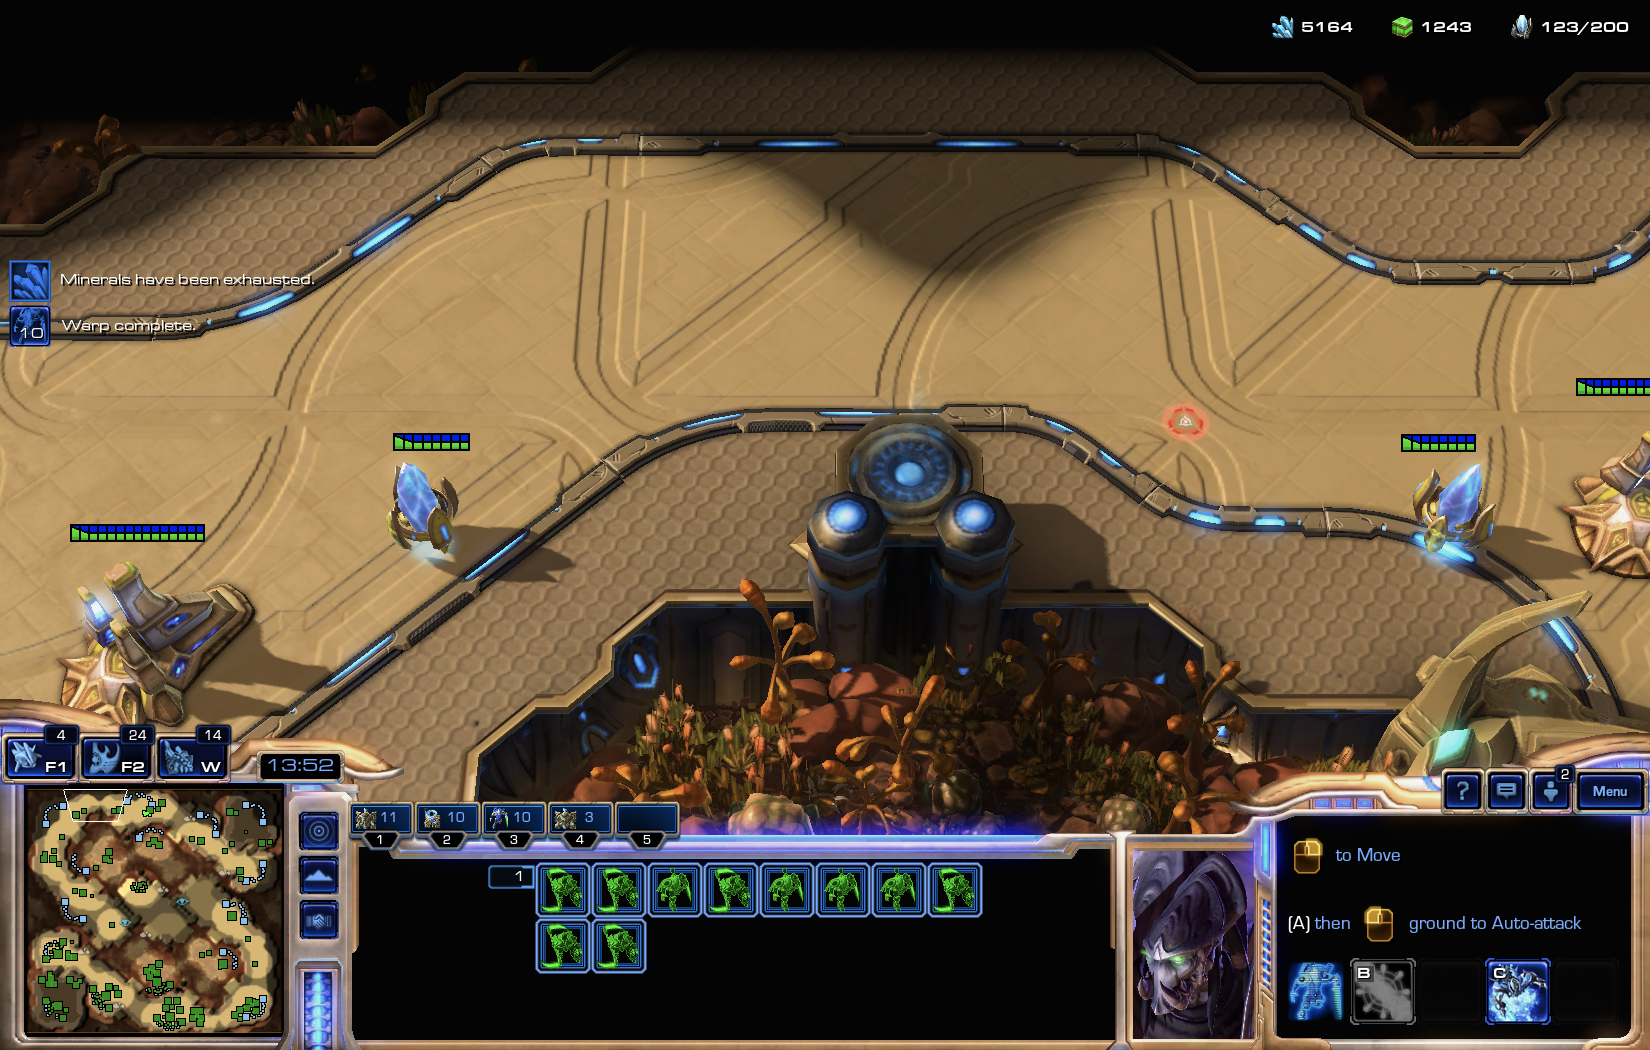 5164 1243 123/200
Minerals have been exhausted.
10 Warp complete.
4 24 14
F1 F2 W
13:52
? 2 Menu
11 10 10 3
1 2 3 4 5
1
to Move
(A) then ground to Auto-attack
B C